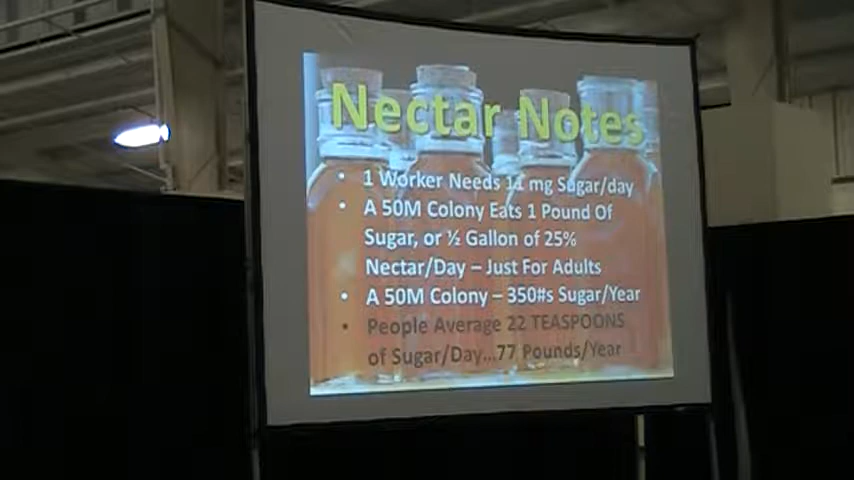 Nectar Notes
• 1 Worker Needs 11 mg Sugar/day
• A 50M Colony Eats 1 Pound Of
Sugar, or ½ Gallon of 25%
Nectar/Day – Just For Adults
• A 50M Colony – 350#s Sugar/Year
• People Average 22 TEASPOONS
of Sugar/Day...77 Pounds/Year